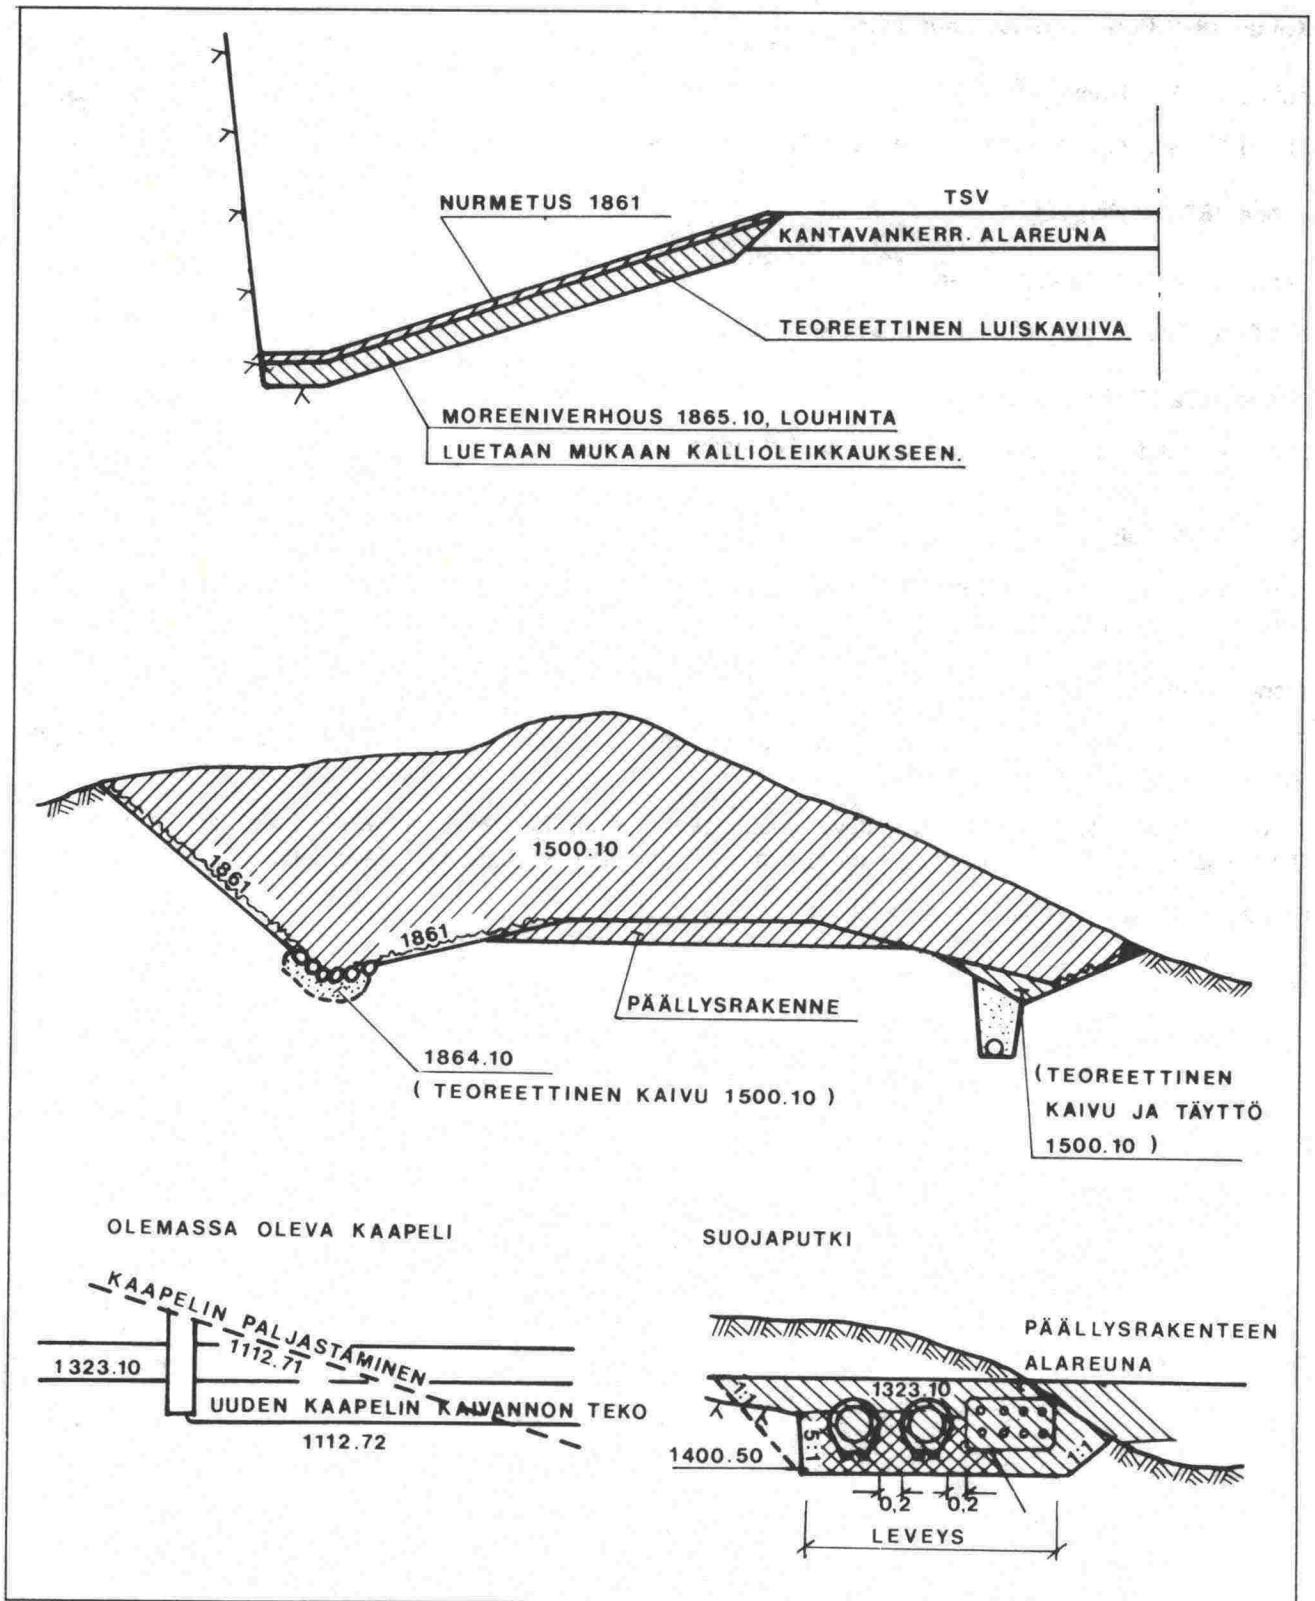 NURMETUS 1861
TSV
KANTAVANKERR. ALAREUNA
TEOREETTINEN LUISKAVIIVA
MOREENIVERHOUS 1865.10, LOUHINTA
LUETAAN MUKAAN KALLIOLEIKKAUKSEEN.
1500.10
1861
1861
PÄÄLLYSRAKENNE
1864.10
( TEOREETTINEN KAIVU 1500.10 )
(TEOREETTINEN
KAIVU JA TÄYTTÖ
1500.10 )
OLEMASSA OLEVA KAAPELI
KAAPELIN PALJASTAMINEN
1112.71
1323.10
UUDEN KAAPELIN KAIVANNON TEKO
1112.72
SUOJAPUTKI
PÄÄLLYSRAKENTEEN
ALAREUNA
1:1
1323.10
5:1
1:1
1400.50
0,2
0,2
LEVEYS